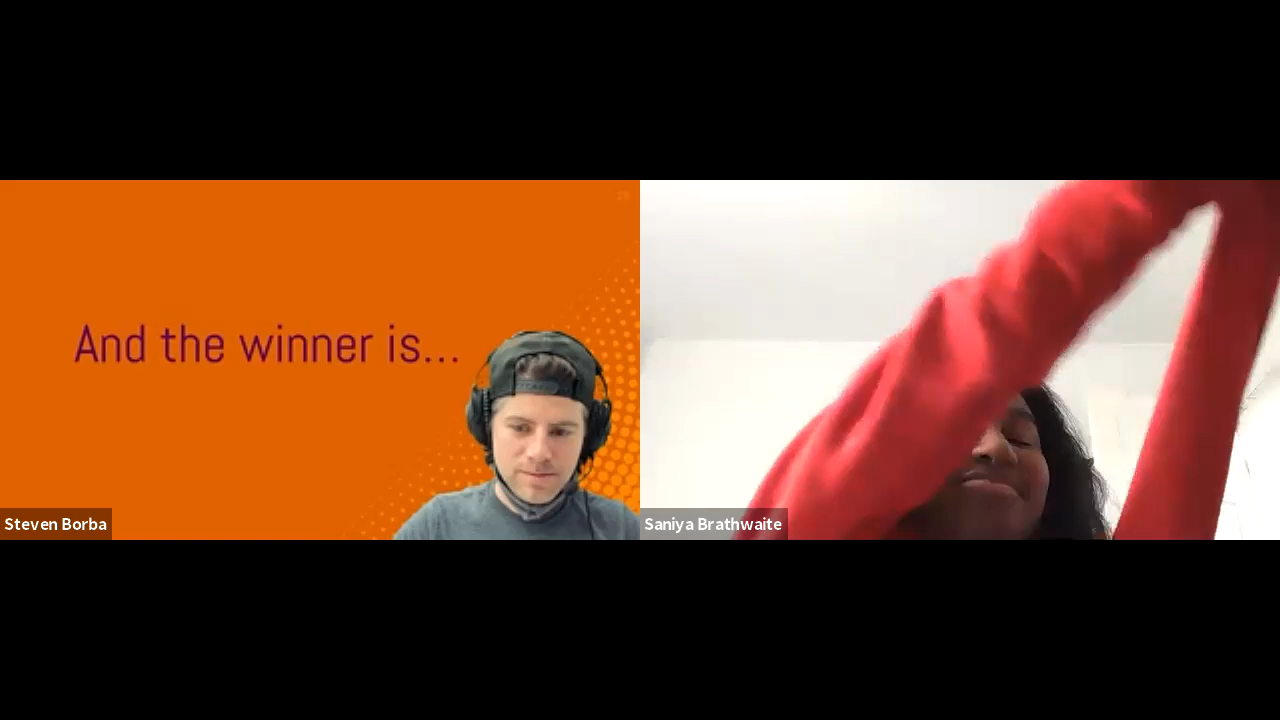 And the winner is...
Steven Borba
Saniya Brathwaite